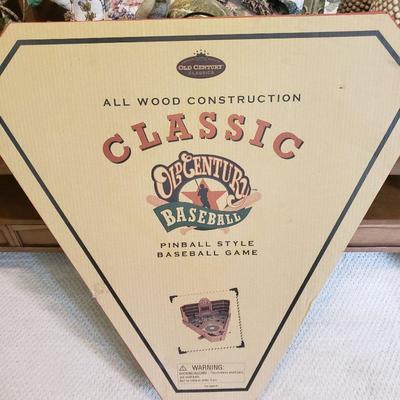 OLD CENTURY
CLASSICS
ALL WOOD CONSTRUCTION
CLASSIC
OLD CENTURY
BASEBALL
PINBALL STYLE
BASEBALL GAME
WARNING: